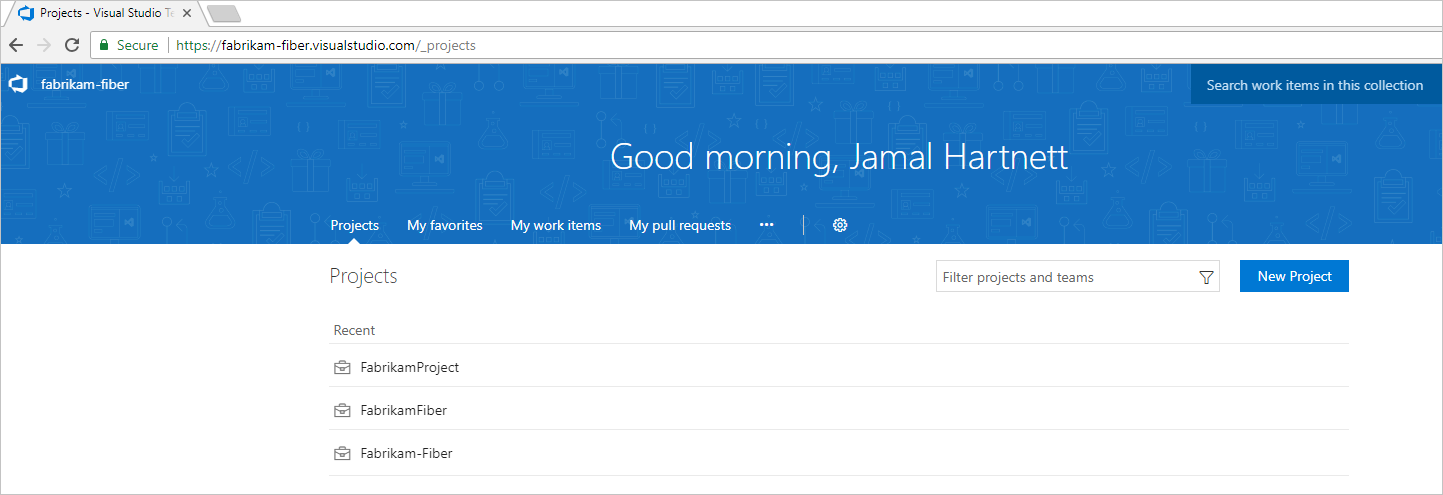 Projects - Visual Studio Te
Secure https://fabrikam-fiber.visualstudio.com/_projects
fabrikam-fiber
Search work items in this collection
Good morning, Jamal Hartnett
Projects My favorites My work items My pull requests ···
Projects
Filter projects and teams
New Project
Recent
FabrikamProject
FabrikamFiber
Fabrikam-Fiber